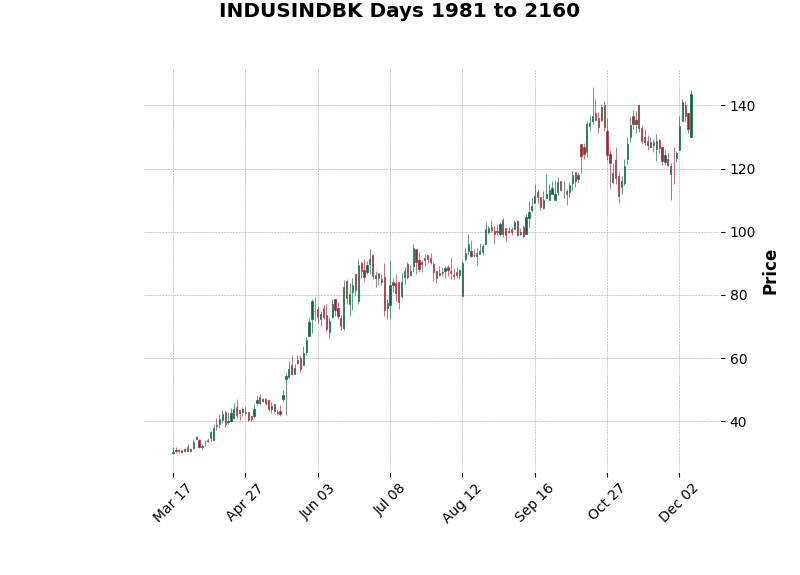 INDUSINDBK Days 1981 to 2160
140
120
100
80
60
40
Price
Mar 17
Apr 27
Jun 03
Jul 08
Aug 12
Sep 16
Oct 27
Dec 02